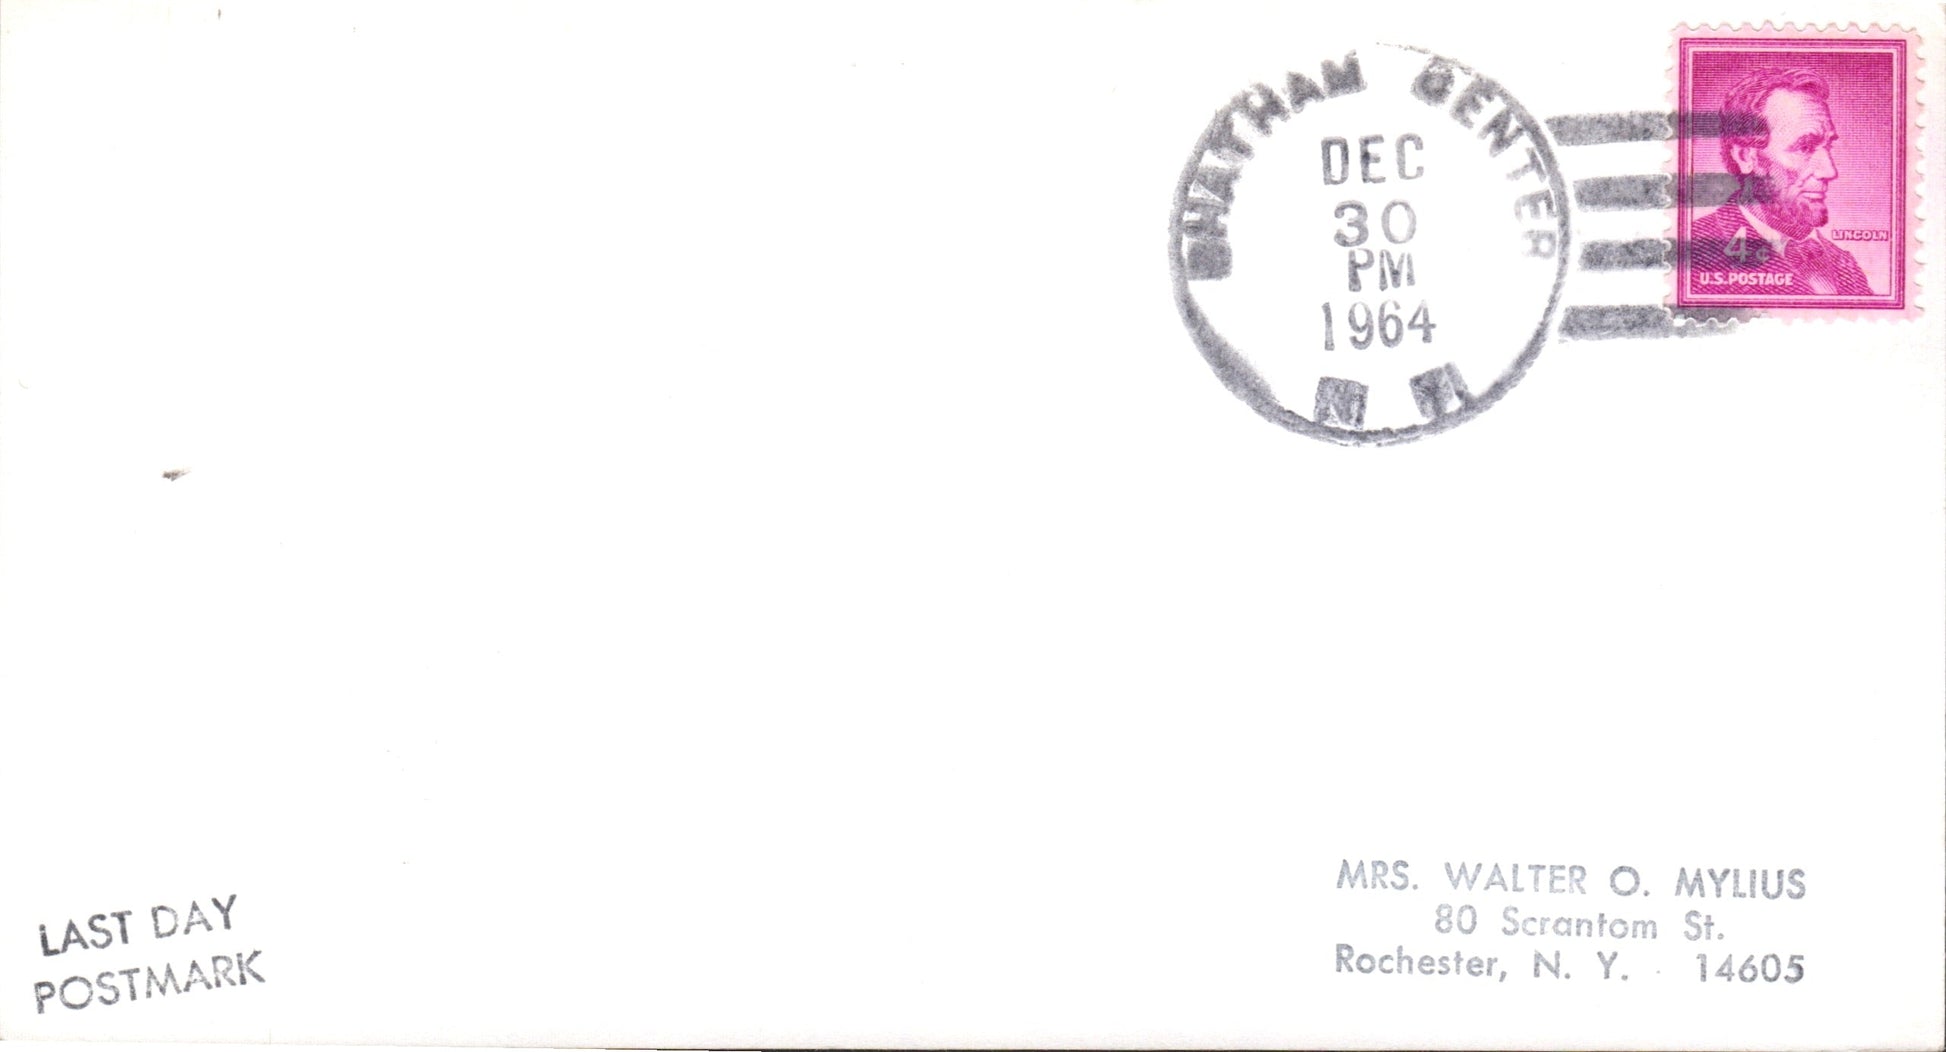 CHATHAM CENTER
DEC
30
PM
1964
N.Y.
LINCOLN
4¢
U.S. POSTAGE
LAST DAY
POSTMARK
MRS. WALTER O. MYLIUS
80 Scrantom St.
Rochester, N. Y. 14605